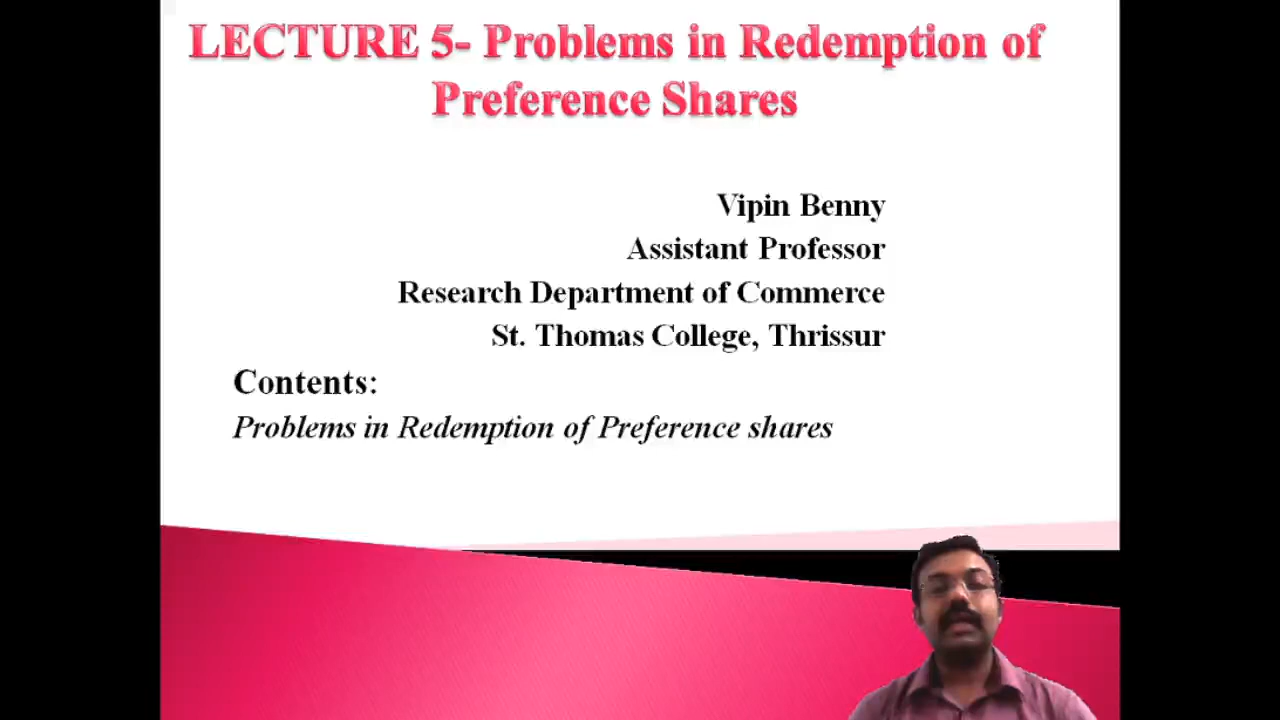 LECTURE 5- Problems in Redemption of
Preference Shares
Vipin Benny
Assistant Professor
Research Department of Commerce
St. Thomas College, Thrissur
Contents:
Problems in Redemption of Preference shares